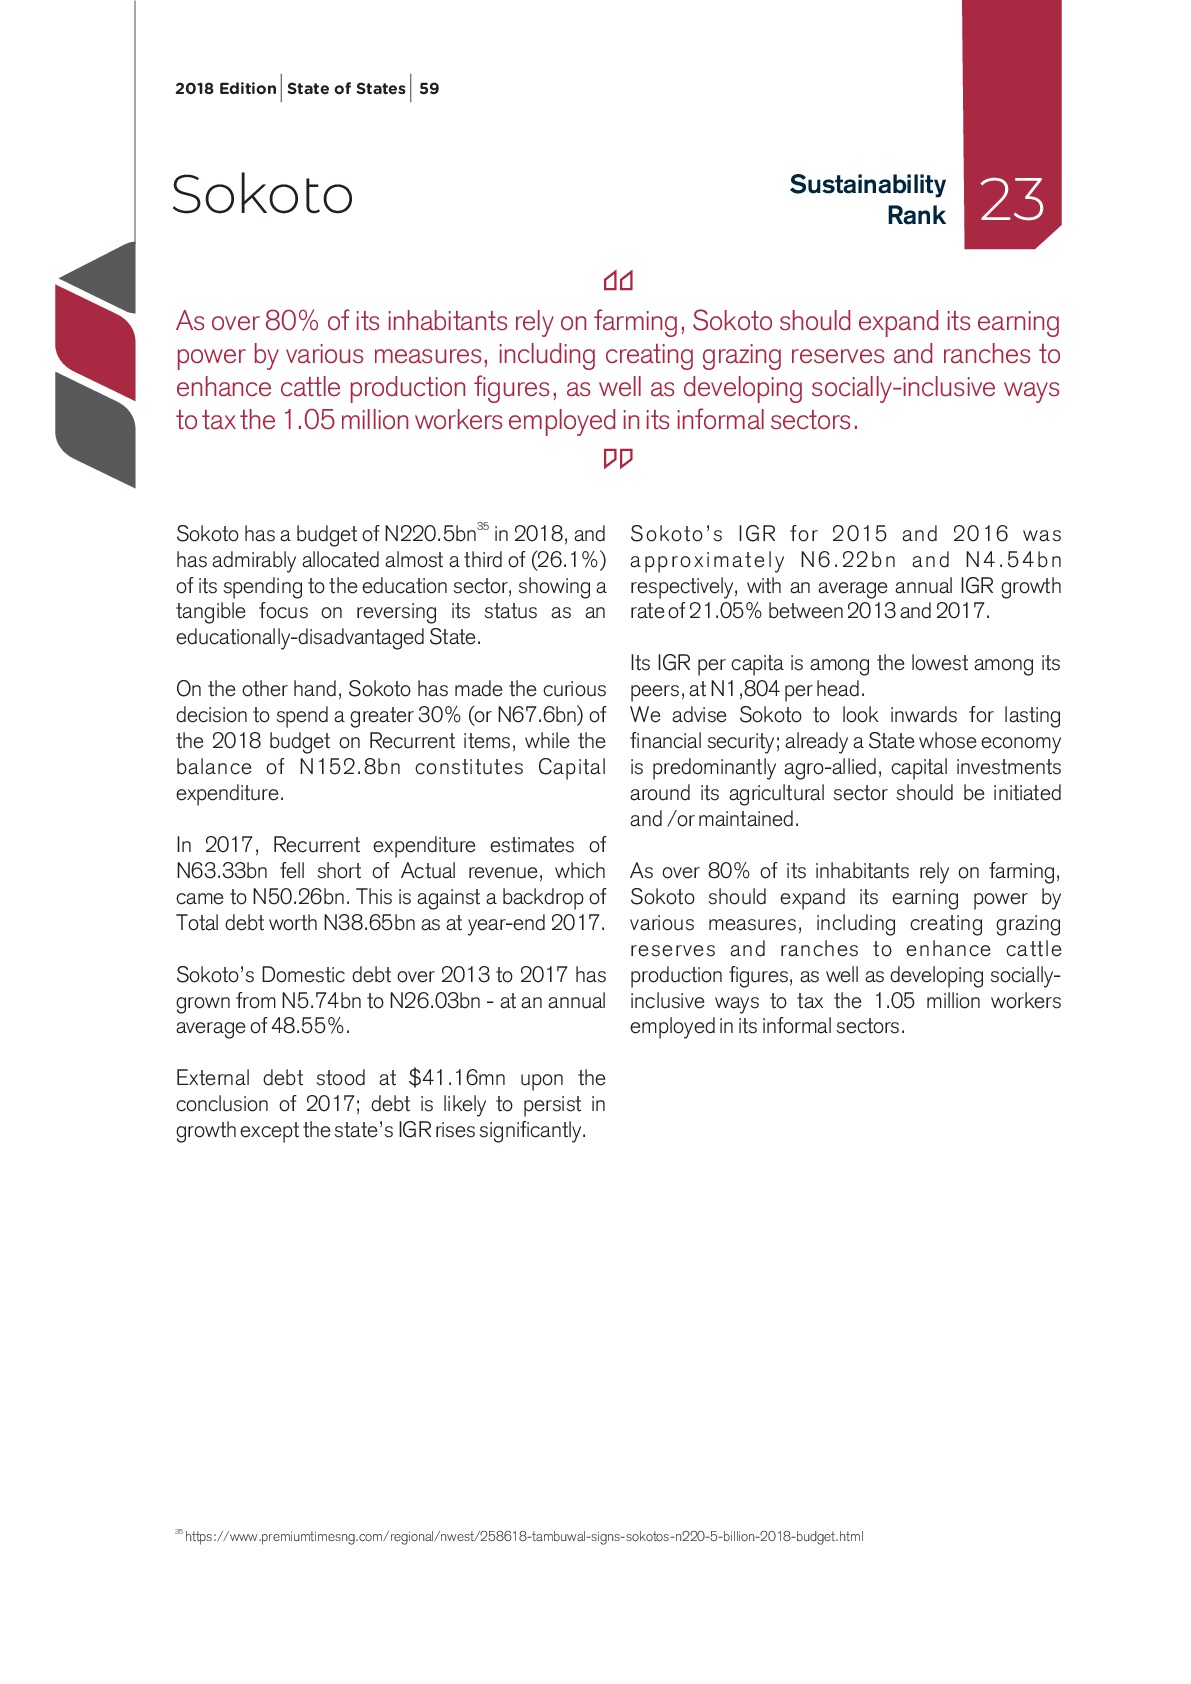 2018 Edition | State of States | 59
Sokoto
Sustainability
Rank
23
As over 80% of its inhabitants rely on farming, Sokoto should expand its earning
power by various measures, including creating grazing reserves and ranches to
enhance cattle production figures, as well as developing socially-inclusive ways
to tax the 1.05 million workers employed in its informal sectors.
Sokoto has a budget of N220.5bn35 in 2018, and
has admirably allocated almost a third of (26.1%)
of its spending to the education sector, showing a
tangible focus on reversing its status as an
educationally-disadvantaged State.
On the other hand, Sokoto has made the curious
decision to spend a greater 30% (or N67.6bn) of
the 2018 budget on Recurrent items, while the
balance of N152.8bn constitutes Capital
expenditure.
In 2017, Recurrent expenditure estimates of
N63.33bn fell short of Actual revenue, which
came to N50.26bn. This is against a backdrop of
Total debt worth N38.65bn as at year-end 2017.
Sokoto's Domestic debt over 2013 to 2017 has
grown from N5.74bn to N26.03bn - at an annual
average of 48.55%.
External debt stood at $41.16mn upon the
conclusion of 2017; debt is likely to persist in
growth except the state's IGR rises significantly.
Sokoto's IGR for 2015 and 2016 was
approximately N6.22bn and N4.54bn
respectively, with an average annual IGR growth
rate of 21.05% between 2013 and 2017.
Its IGR per capita is among the lowest among its
peers, at N1,804 per head.
We advise Sokoto to look inwards for lasting
financial security; already a State whose economy
is predominantly agro-allied, capital investments
around its agricultural sector should be initiated
and /or maintained.
As over 80% of its inhabitants rely on farming,
Sokoto should expand its earning power by
various measures, including creating grazing
reserves and ranches to enhance cattle
production figures, as well as developing socially-
inclusive ways to tax the 1.05 million workers
employed in its informal sectors.
35 https://www.premiumtimesng.com/regional/nwest/258618-tambuwal-signs-sokotos-n220-5-billion-2018-budget.html